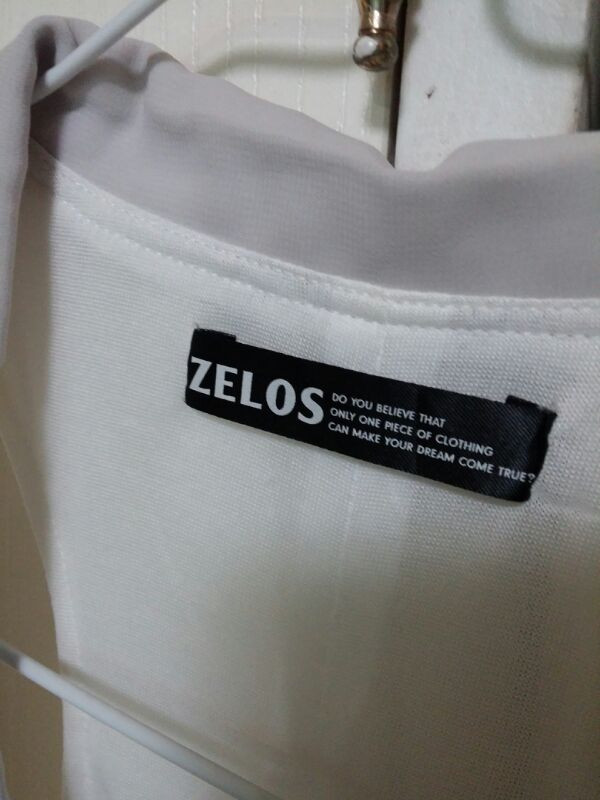 ZELOS
DO YOU BELIEVE THAT
ONLY ONE PIECE OF CLOTHING
CAN MAKE YOUR DREAM COME TRUE?